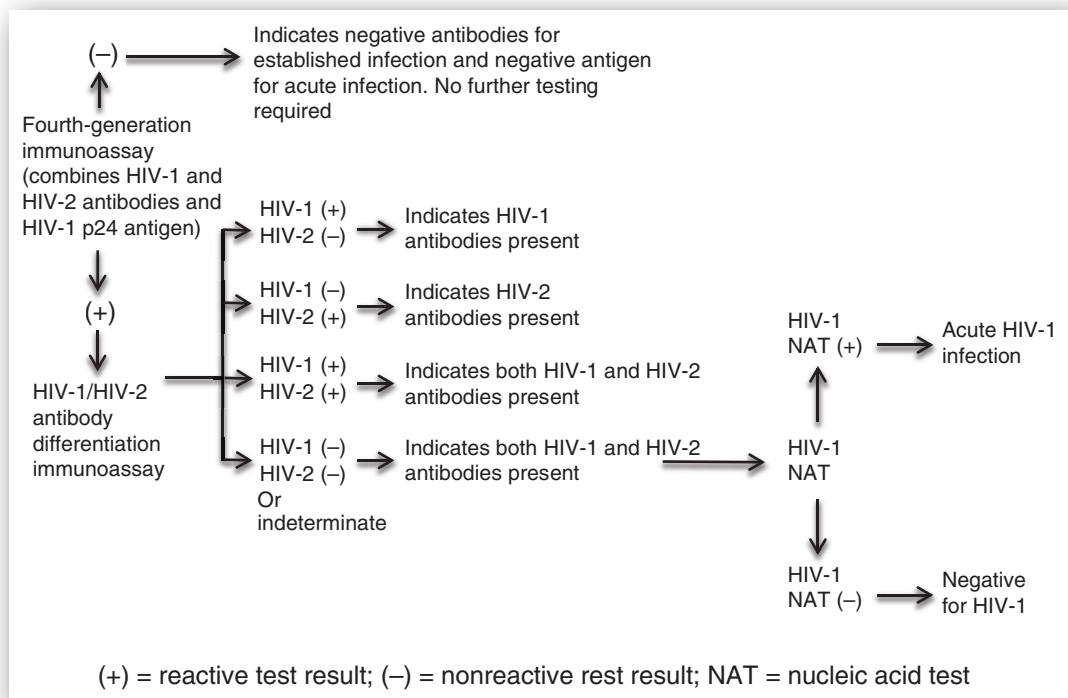 (–)
Indicates negative antibodies for
established infection and negative antigen
for acute infection. No further testing
required
Fourth-generation
immunoassay
(combines HIV-1 and
HIV-2 antibodies and
HIV-1 p24 antigen)
(+)
HIV-1/HIV-2
antibody
differentiation
immunoassay
HIV-1 (+)
HIV-2 (–)
Indicates HIV-1
antibodies present
HIV-1 (–)
HIV-2 (+)
Indicates HIV-2
antibodies present
HIV-1 (+)
HIV-2 (+)
Indicates both HIV-1 and HIV-2
antibodies present
HIV-1 (–)
HIV-2 (–)
Or
indeterminate
Indicates both HIV-1 and HIV-2
antibodies present
HIV-1
NAT
HIV-1
NAT (+)
Acute HIV-1
infection
HIV-1
NAT (–)
Negative
for HIV-1
(+) = reactive test result; (–) = nonreactive rest result; NAT = nucleic acid test